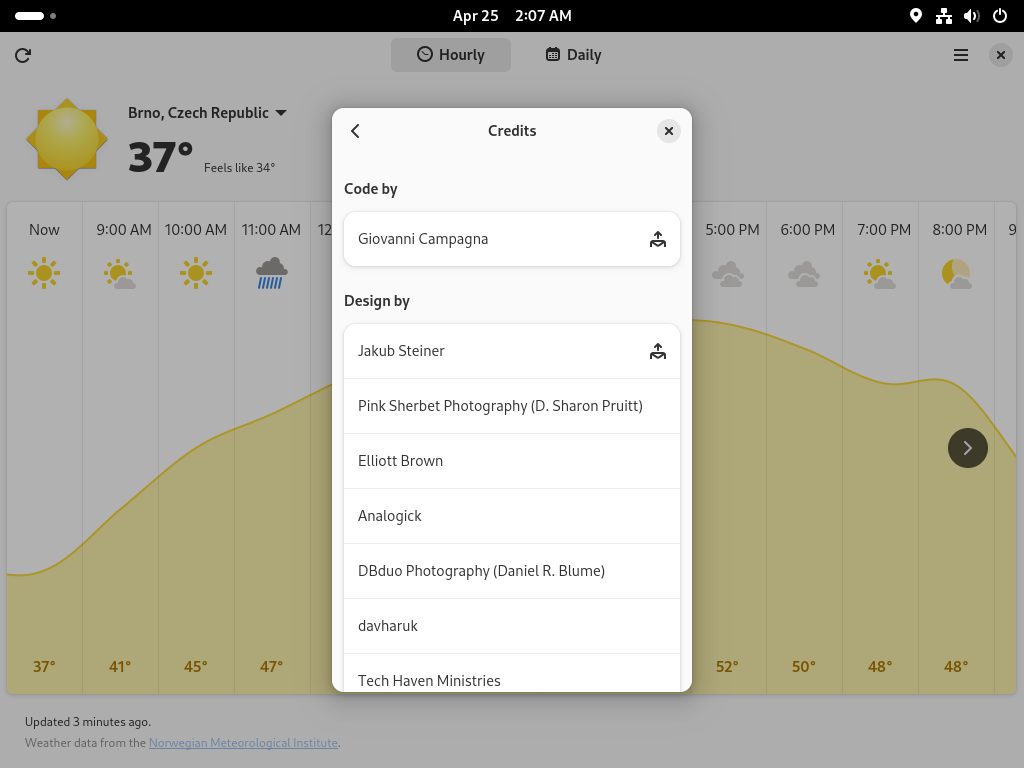 Apr 25 2:07 AM
Hourly Daily
Brno, Czech Republic
37°
Feels like 34°
Credits
Code by
Giovanni Campagna
Design by
Jakub Steiner
Pink Sherbet Photography (D. Sharon Pruitt)
Elliott Brown
Analogick
DBduo Photography (Daniel R. Blume)
davharuk
Tech Haven Ministries
Now 9:00 AM 10:00 AM 11:00 AM 12 5:00 PM 6:00 PM 7:00 PM 8:00 PM 9
37° 41° 45° 47° 52° 50° 48° 48°
Updated 3 minutes ago.
Weather data from the Norwegian Meteorological Institute.